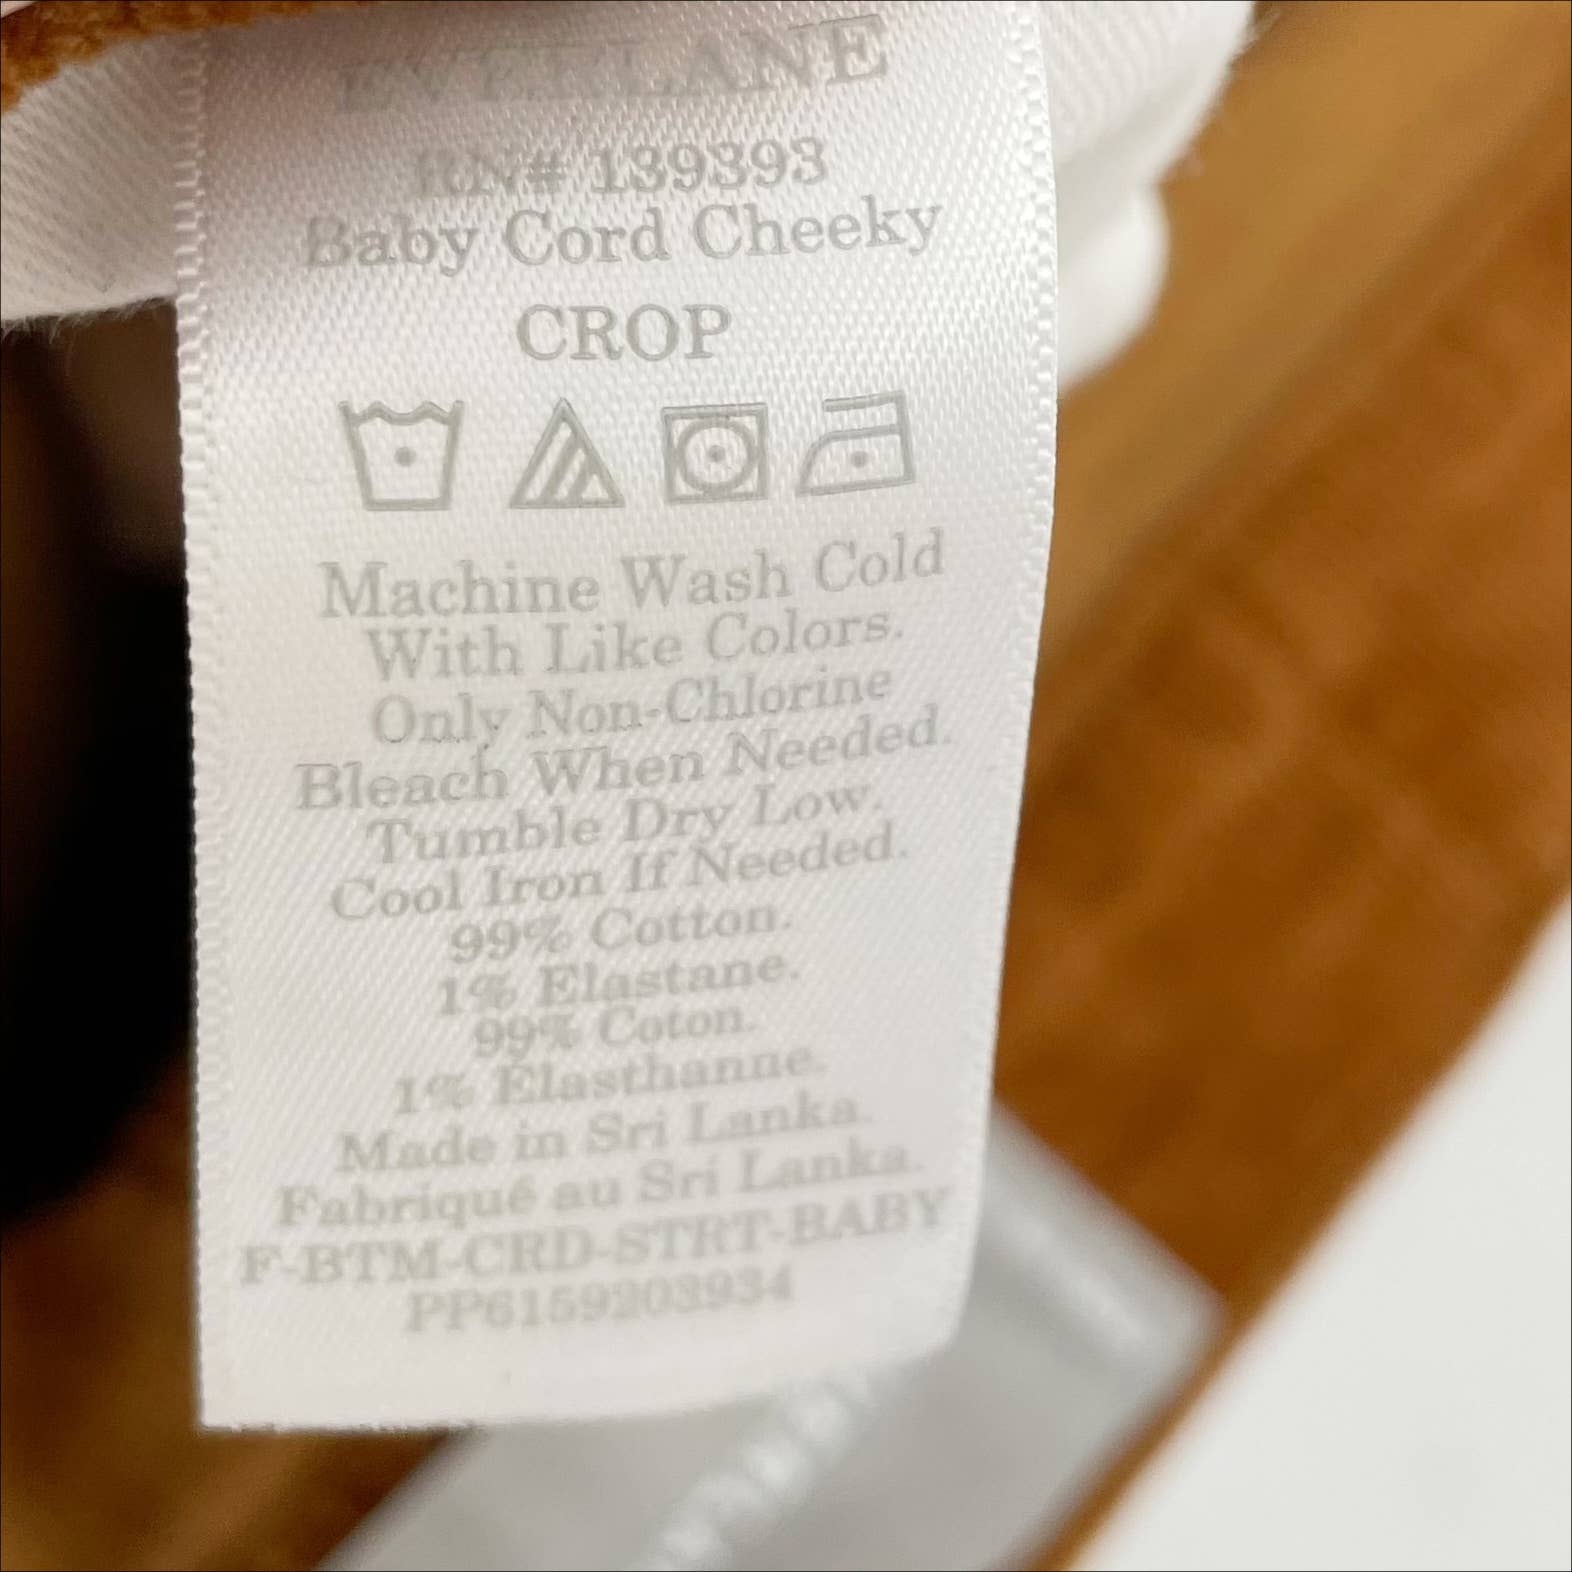 EVERLANE
RN# 139393
Baby Cord Cheeky
CROP
Machine Wash Cold
With Like Colors.
Only Non-Chlorine
Bleach When Needed.
Tumble Dry Low.
Cool Iron If Needed.
99% Cotton.
1% Elastane.
99% Coton.
1% Elasthanne.
Made in Sri Lanka.
Fabriqué au Sri Lanka.
F-BTM-CRD-STRT-BABY
PP6159203934